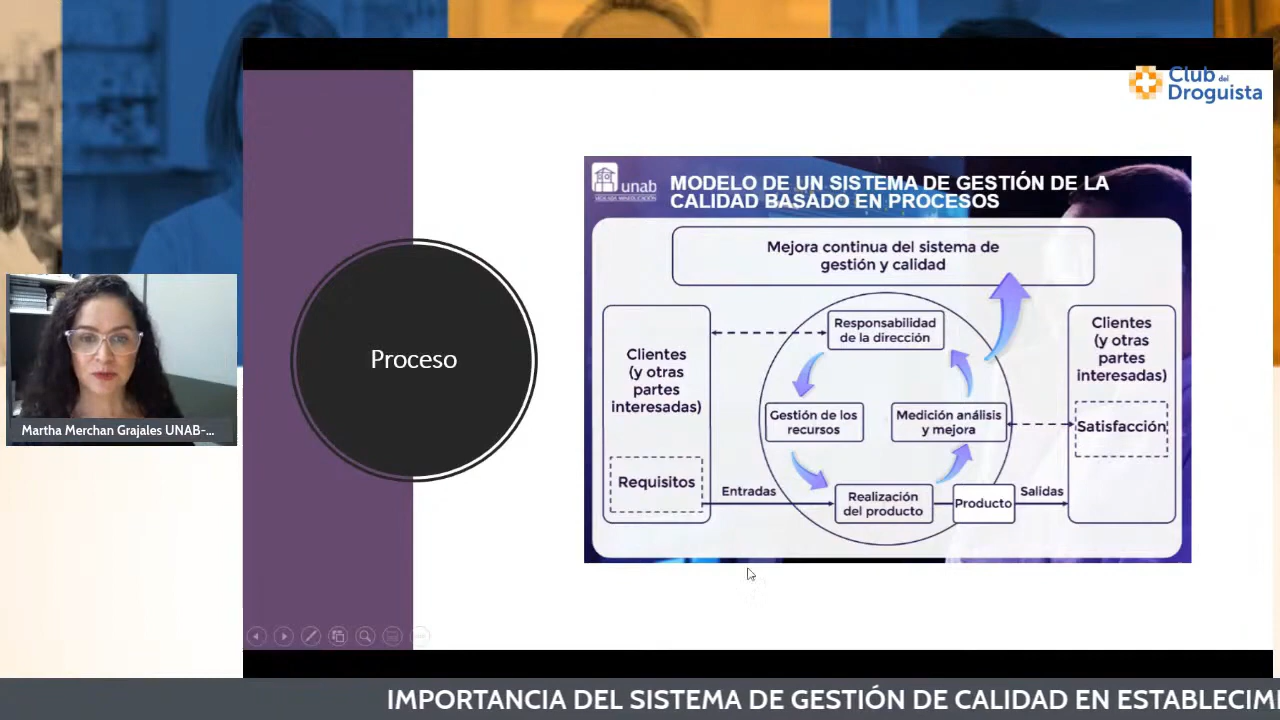 Club del
Droguista
unab
MODELO DE UN SISTEMA DE GESTIÓN DE LA
CALIDAD BASADO EN PROCESOS
Mejora continua del sistema de
gestión y calidad
Proceso
Clientes
(y otras
partes
interesadas)
Requisitos
Entradas
Responsabilidad
de la dirección
Gestión de los
recursos
Medición análisis
y mejora
Realización
del producto
Producto
Salidas
Clientes
(y otras
partes
interesadas)
Satisfacción
Martha Merchan Grajales UNAB-...
IMPORTANCIA DEL SISTEMA DE GESTIÓN DE CALIDAD EN ESTABLECIMI